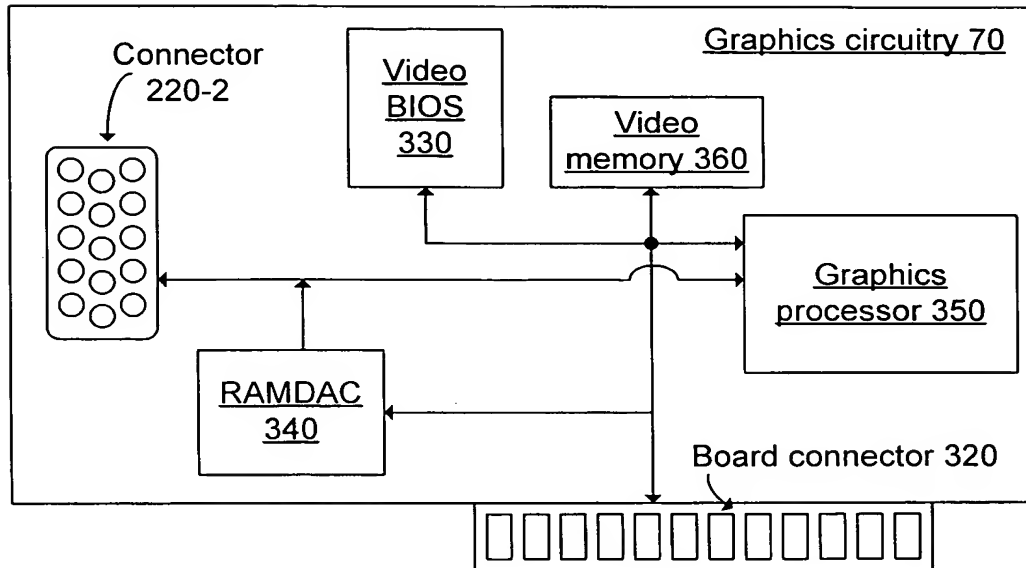 Graphics circuitry 70
Connector
220-2
Video
BIOS
330
Video
memory 360
Graphics
processor 350
RAMDAC
340
Board connector 320